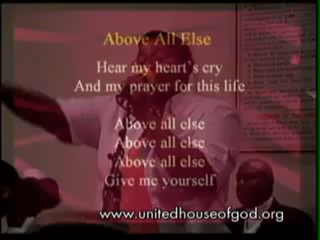 Above All Else
Hear my heart's cry
And my prayer for this life
Above all else
Above all else
Above all else
Give me yourself
www.unitedhouseofgod.org